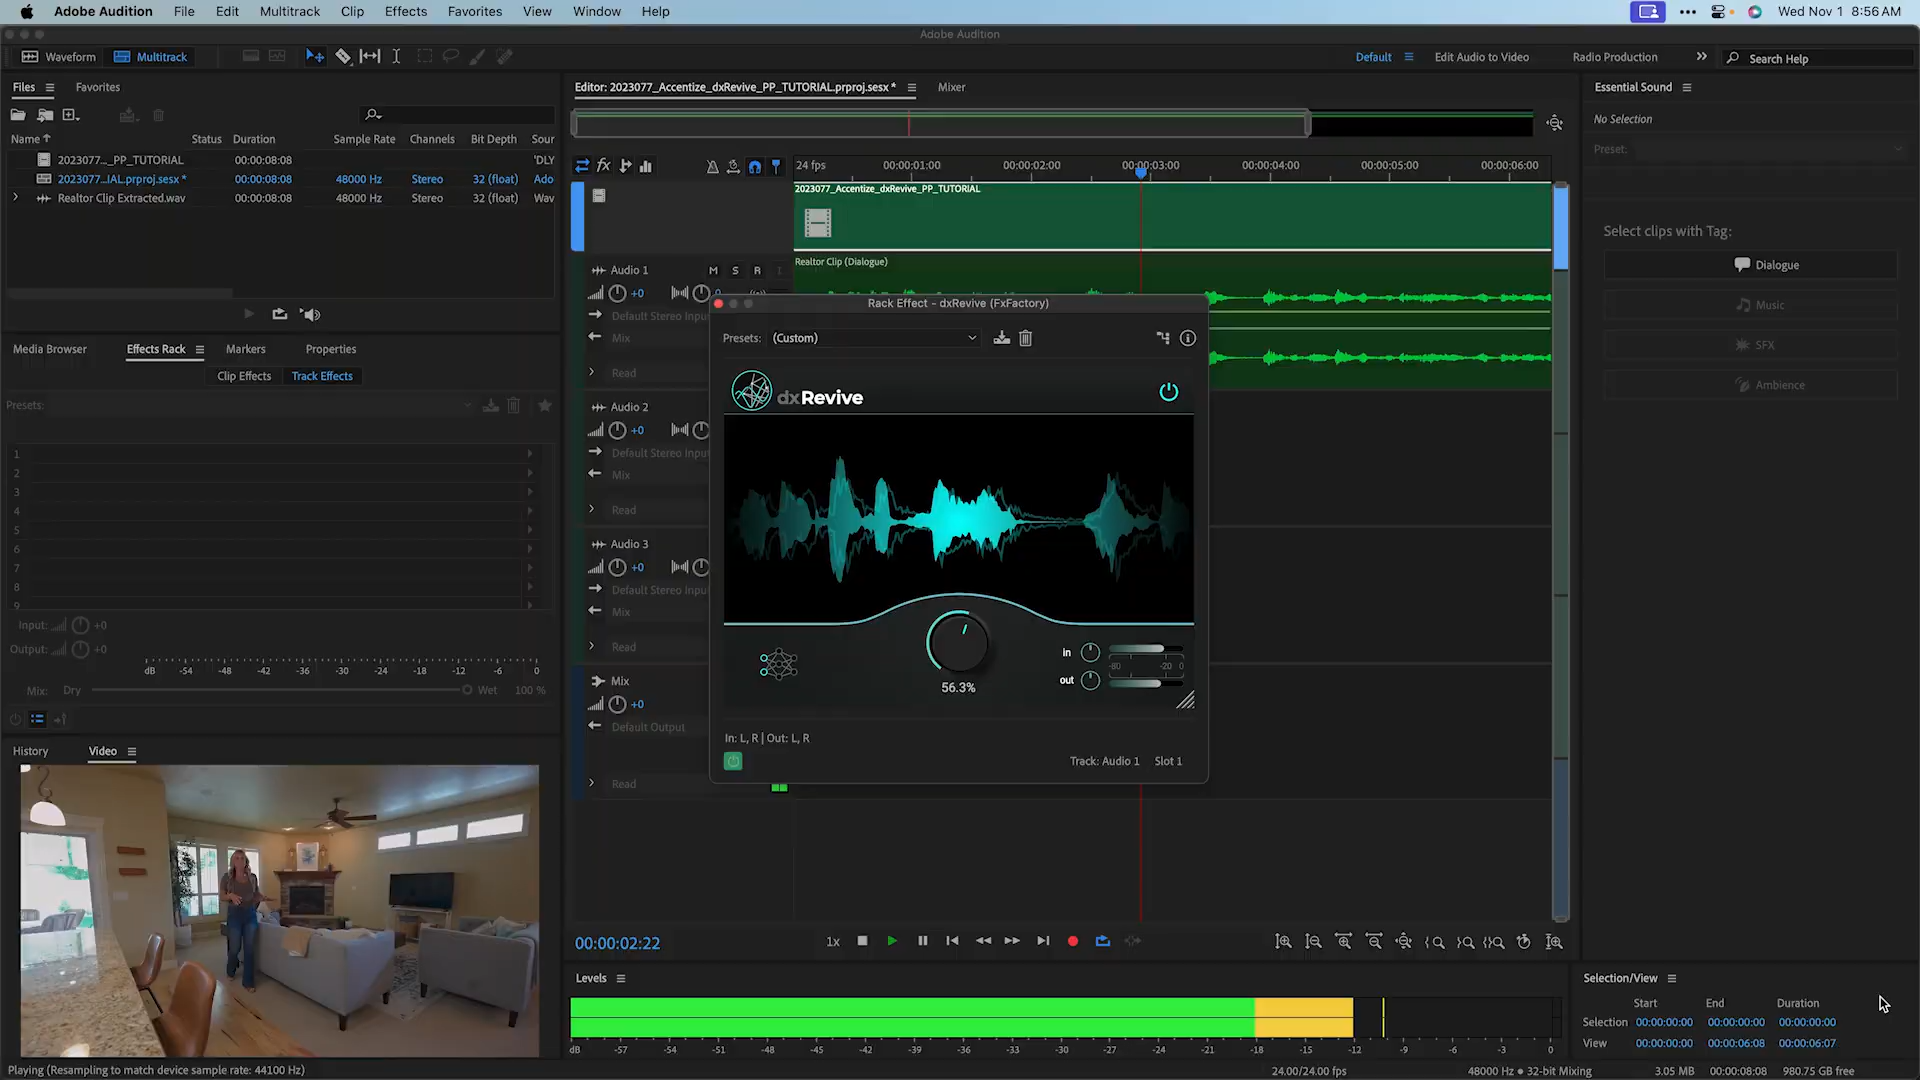 Adobe Audition File Edit Multitrack Clip Effects Favorites View Window Help Wed Nov 1 8:56 AM
Adobe Audition
Waveform Multitrack Default Edit Audio to Video Radio Production Search Help
Files Favorites
Name Status Duration Sample Rate Channels Bit Depth Sour
2023077..._PP_TUTORIAL 00:00:08:08 'DLY
2023077...IAL.prproj.sesx * 00:00:08:08 48000 Hz Stereo 32 (float) Ado
Realtor Clip Extracted.wav 00:00:08:08 48000 Hz Stereo 32 (float) Wav
Media Browser Effects Rack Markers Properties
Clip Effects Track Effects
Presets:
1
2
3
4
5
6
7
8
9
Input: +0
Output: +0
dB -54 -48 -42 -36 -30 -24 -18 -12 -6 0
Mix: Dry Wet 100 %
History Video
Editor: 2023077_Accentize_dxRevive_PP_TUTORIAL.prproj.sesx * Mixer
fx
24 fps 00:00:01:00 00:00:02:00 00:00:03:00 00:00:04:00 00:00:05:00 00:00:06:00
2023077_Accentize_dxRevive_PP_TUTORIAL
Audio 1 M S R I
Realtor Clip (Dialogue)
+0 0
Default Stereo Input
Mix
Read
Audio 2
+0
Default Stereo Inpu
Mix
Read
Audio 3
+0
Default Stereo Inpu
Mix
Read
Mix
+0
Default Output
Read
Rack Effect - dxRevive (FxFactory)
Presets: (Custom)
dxRevive
56.3%
in
-60 -20 0
out
In: L, R | Out: L, R
Track: Audio 1 Slot 1
00:00:02:22 1x
Levels
dB -57 -54 -51 -48 -45 -42 -39 -36 -33 -30 -27 -24 -21 -18 -15 -12 -9 -6 -3 0
Essential Sound
No Selection
Preset:
Select clips with Tag:
Dialogue
Music
SFX
Ambience
Selection/View
Start End Duration
Selection 00:00:00:00 00:00:00:00 00:00:00:00
View 00:00:00:00 00:00:06:08 00:00:06:07
Playing (Resampling to match device sample rate: 44100 Hz) 24.00/24.00 fps 48000 Hz • 32-bit Mixing 3.05 MB 00:00:08:08 980.75 GB free